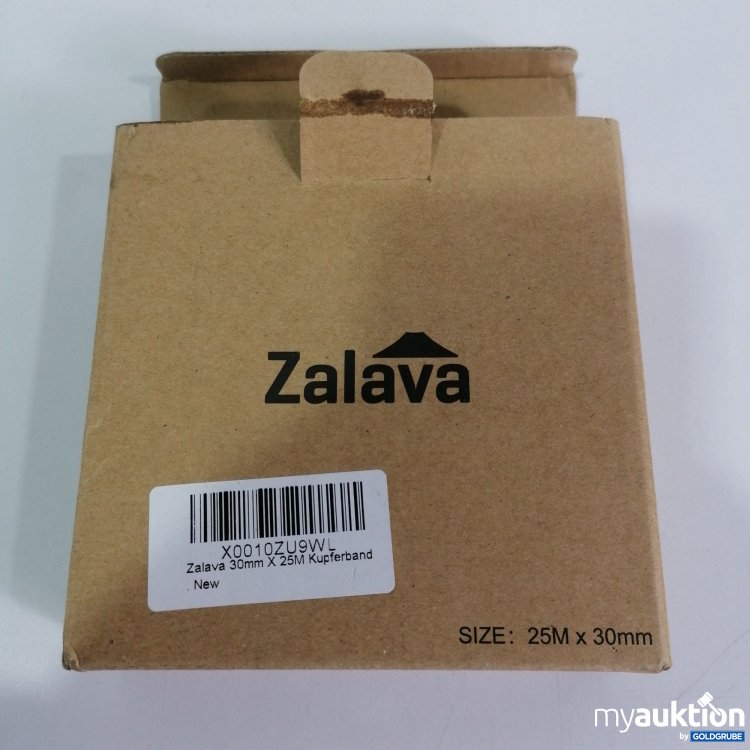 Zalava
X0010ZU9WL
Zalava 30mm X 25M Kupferband
. New
SIZE: 25M x 30mm
myauktion
by GOLDGRUBE